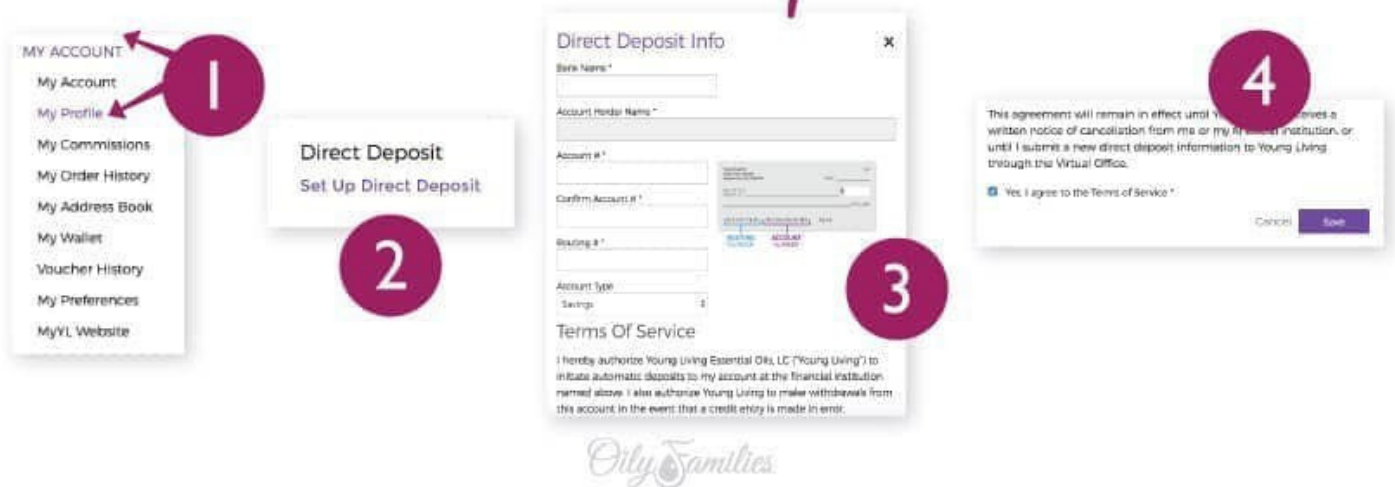 1
MY ACCOUNT
My Account
My Profile
My Commissions
My Order History
My Address Book
My Wallet
Voucher History
My Preferences
MyYL Website
Direct Deposit
Set Up Direct Deposit
2
Direct Deposit Info
X
Bank Name *
Account Holder Name *
Account # *
Confirm Account # *
Routing # *
ROUTING
NUMBER
ACCOUNT
NUMBER
Account Type
Savings
3
Terms Of Service
I hereby authorize Young Living Essential Oils, LC ("Young Living") to
initiate automatic deposits to my account at the financial institution
named above. I also authorize Young Living to make withdrawals from
this account in the event that a credit entry is made in error.
4
This agreement will remain in effect until
written notice of cancellation from me or my institution, or
until I submit a new direct deposit information to Young Living
through the Virtual Office.
Yes, I agree to the Terms of Service *
Cancel
Save
Oily Families